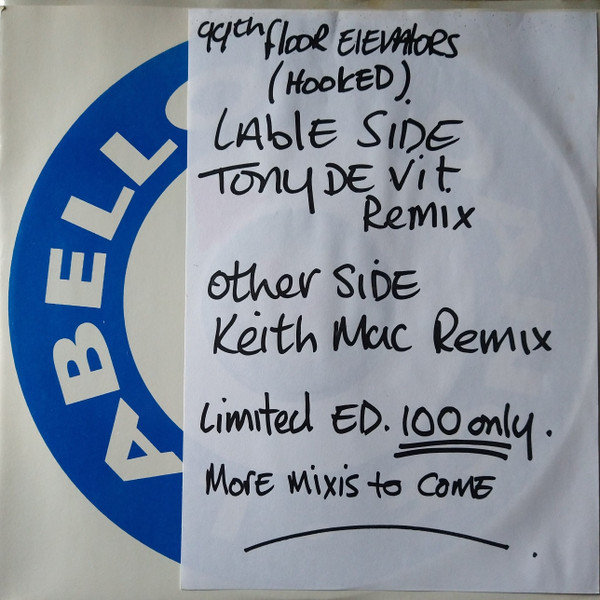 99th floor Elevators
(HOOKED).
Lable SIDE
Tony DE Vit.
Remix
other SIDE
Keith Mac Remix
Limited ED. 100 only.
More mixis to come
ABELL